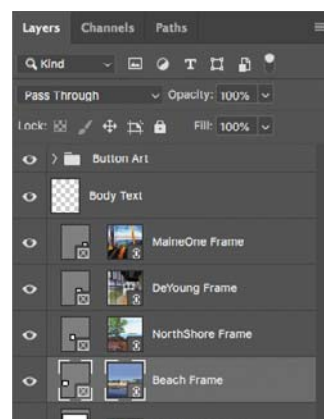 Layers Channels Paths
Kind T
Pass Through Opacity: 100%
Lock: Fill: 100%
Button Art
Body Text
MaineOne Frame
DeYoung Frame
NorthShore Frame
Beach Frame